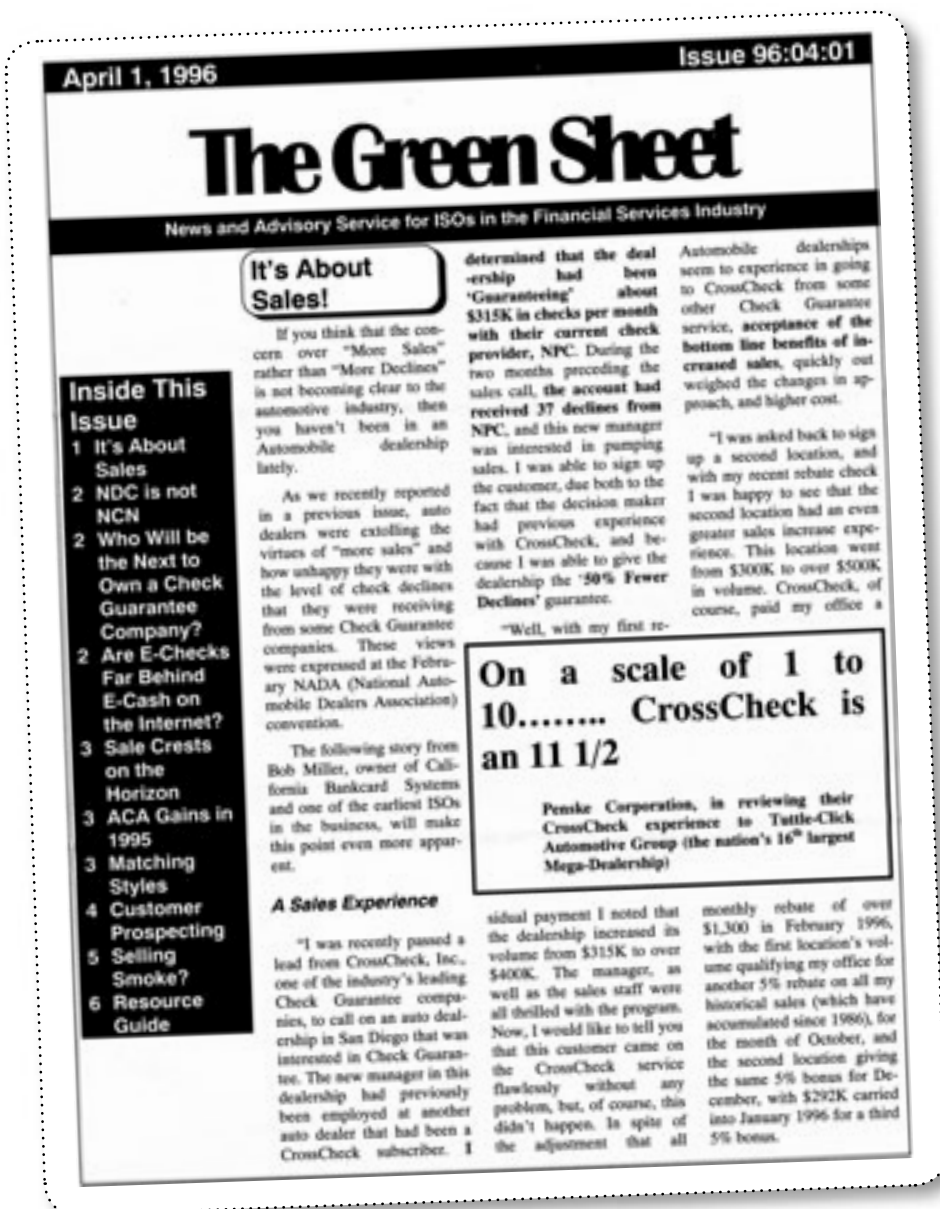 April 1, 1996
Issue 96:04:01
The Green Sheet
News and Advisory Service for ISOs in the Financial Services Industry
Inside This
Issue
1 It's About
Sales
2 NDC is not
NCN
2 Who Will be
the Next to
Own a Check
Guarantee
Company?
2 Are E-Checks
Far Behind
E-Cash on
the Internet?
3 Sale Crests
on the
Horizon
3 ACA Gains in
1995
3 Matching
Styles
4 Customer
Prospecting
5 Selling
Smoke?
6 Resource
Guide
It's About
Sales!
If you think that the con-
cern over "More Sales"
rather than "More Declines"
is not becoming clear to the
automotive industry, then
you haven't been in an
Automobile dealership
lately.
As we recently reported
in a previous issue, auto
dealers were extolling the
virtues of "more sales" and
how unhappy they were with
the level of check declines
that they were receiving
from some Check Guarantee
companies. These views
were expressed at the Febru-
ary NADA (National Auto-
mobile Dealers Association)
convention.
The following story from
Bob Miller, owner of Cali-
fornia Bankcard Systems
and one of the earliest ISOs
in the business, will make
this point even more appar-
ent.
A Sales Experience
"I was recently passed a
lead from CrossCheck, Inc.,
one of the industry's leading
Check Guarantee compa-
nies, to call on an auto deal-
ership in San Diego that was
interested in Check Guaran-
tee. The new manager in this
dealership had previously
been employed at another
auto dealer that had been a
CrossCheck subscriber. I
determined that the deal
-ership had been
'Guaranteeing' about
$315K in checks per month
with their current check
provider, NPC. During the
two months preceding the
sales call, the account had
received 37 declines from
NPC, and this new manager
was interested in pumping
sales. I was able to sign up
the customer, due both to the
fact that the decision maker
had previous experience
with CrossCheck, and be-
cause I was able to give the
dealership the '50% Fewer
Declines' guarantee.
"Well, with my first re-
sidual payment I noted that
the dealership increased its
volume from $315K to over
$400K. The manager, as
well as the sales staff were
all thrilled with the program.
Now, I would like to tell you
that this customer came on
the CrossCheck service
flawlessly without any
problem, but, of course, this
didn't happen. In spite of
the adjustment that all
Automobile dealerships
seem to experience in going
to CrossCheck from some
other Check Guarantee
service, acceptance of the
bottom line benefits of in-
creased sales, quickly out
weighed the changes in ap-
proach, and higher cost.
"I was asked back to sign
up a second location, and
with my recent rebate check
I was happy to see that the
second location had an even
greater sales increase expe-
rience. This location went
from $300K to over $500K
in volume. CrossCheck, of
course, paid my office a
monthly rebate of over
$1,300 in February 1996,
with the first location's vol-
ume qualifying my office for
another 5% rebate on all my
historical sales (which have
accumulated since 1986), for
the month of October, and
the second location giving
the same 5% bonus for De-
cember, with $292K carried
into January 1996 for a third
5% bonus.
On a scale of 1 to
10........ CrossCheck is
an 11 1/2
Penske Corporation, in reviewing their
CrossCheck experience to Tuttle-Click
Automotive Group (the nation's 16th largest
Mega-Dealership)